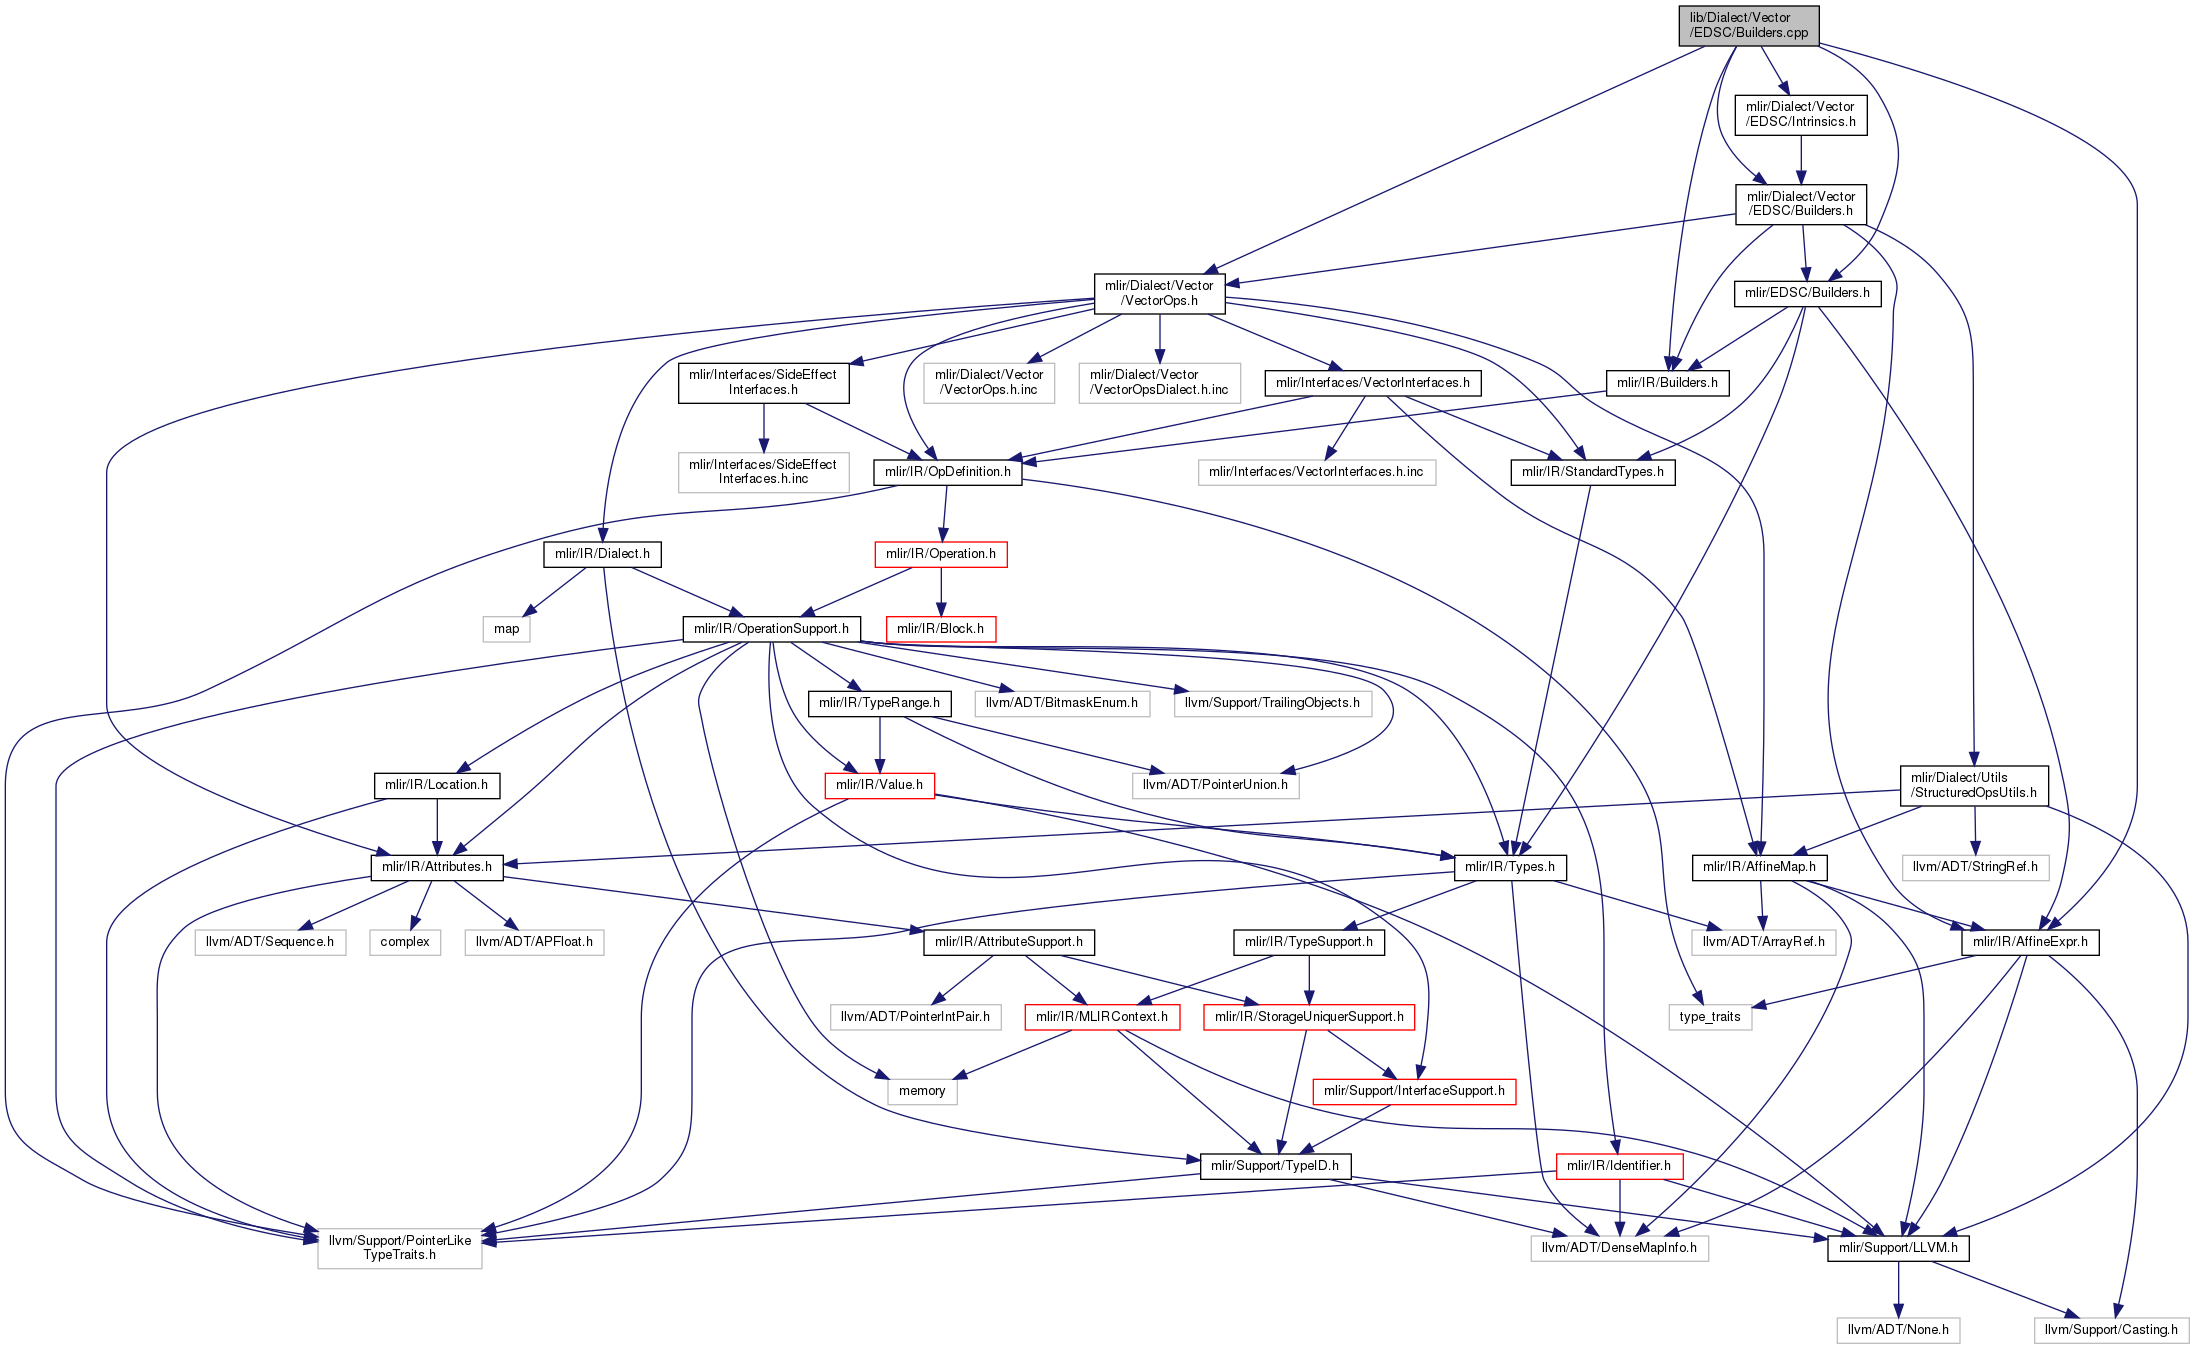 lib/Dialect/Vector
/EDSC/Builders.cpp
mlir/Dialect/Vector
/EDSC/Intrinsics.h
mlir/Dialect/Vector
/EDSC/Builders.h
mlir/Dialect/Vector
/VectorOps.h
mlir/EDSC/Builders.h
mlir/Interfaces/SideEffect
Interfaces.h
mlir/Dialect/Vector
/VectorOps.h.inc
mlir/Dialect/Vector
/VectorOpsDialect.h.inc
mlir/Interfaces/VectorInterfaces.h
mlir/IR/Builders.h
mlir/Interfaces/SideEffect
Interfaces.h.inc
mlir/IR/OpDefinition.h
mlir/Interfaces/VectorInterfaces.h.inc
mlir/IR/StandardTypes.h
mlir/IR/Dialect.h
mlir/IR/Operation.h
map
mlir/IR/OperationSupport.h
mlir/IR/Block.h
mlir/IR/TypeRange.h
llvm/ADT/BitmaskEnum.h
llvm/Support/TrailingObjects.h
mlir/IR/Location.h
mlir/IR/Value.h
llvm/ADT/PointerUnion.h
mlir/Dialect/Utils
/StructuredOpsUtils.h
mlir/IR/Attributes.h
mlir/IR/Types.h
mlir/IR/AffineMap.h
llvm/ADT/StringRef.h
llvm/ADT/Sequence.h
complex
llvm/ADT/APFloat.h
mlir/IR/AttributeSupport.h
mlir/IR/TypeSupport.h
llvm/ADT/ArrayRef.h
mlir/IR/AffineExpr.h
llvm/ADT/PointerIntPair.h
mlir/IR/MLIRContext.h
mlir/IR/StorageUniquerSupport.h
type_traits
memory
mlir/Support/InterfaceSupport.h
mlir/Support/TypeID.h
mlir/IR/Identifier.h
llvm/Support/PointerLike
TypeTraits.h
llvm/ADT/DenseMapInfo.h
mlir/Support/LLVM.h
llvm/ADT/None.h
llvm/Support/Casting.h